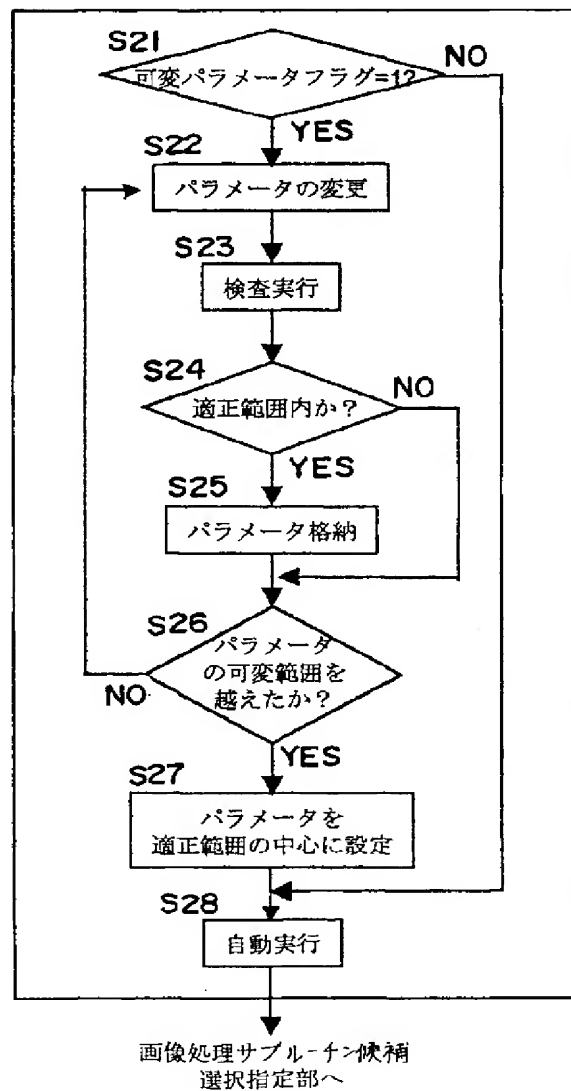 S21
可変パラメータフラグ=1?
NO
YES
S22
パラメータの変更
S23
検査実行
S24
適正範囲内か?
NO
YES
S25
パラメータ格納
S26
パラメータ
の可変範囲を
越えたか?
NO
YES
S27
パラメータを
適正範囲の中心に設定
S28
自動実行
画像処理サブルーチン候補
選択指定部へ